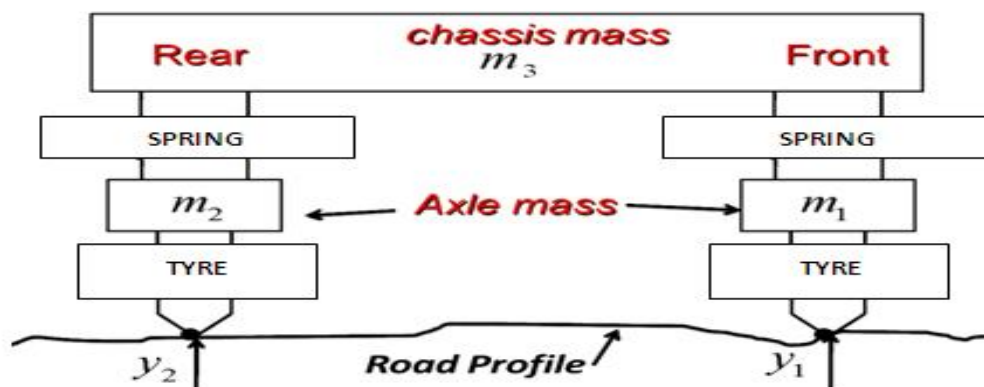 chassis mass
Rear
m3
Front
SPRING
SPRING
m2
Axle mass
m1
TYRE
TYRE
y2
Road Profile
y1